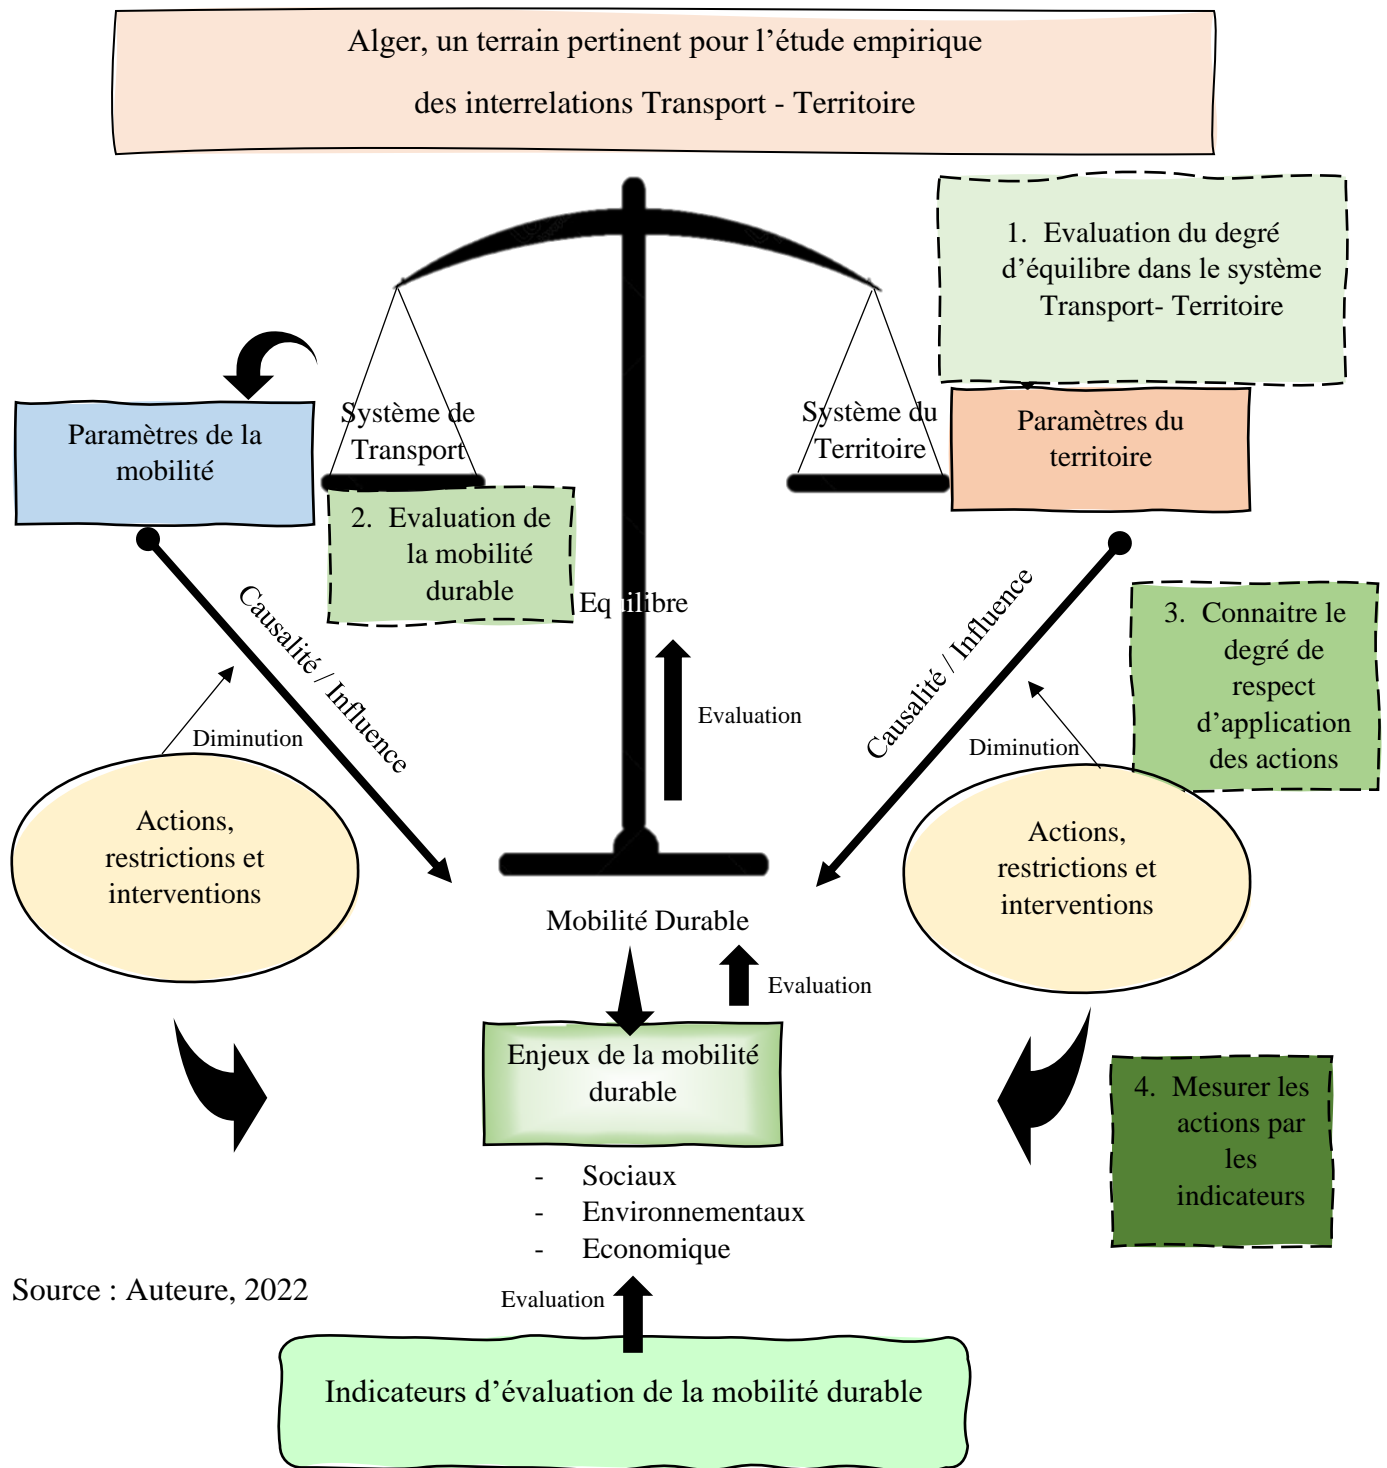 Alger, un terrain pertinent pour l’étude empirique
des interrelations Transport - Territoire
1. Evaluation du degré
d’équilibre dans le système
Transport- Territoire
Paramètres de la
mobilité
Système de
Transport
Système du
Territoire
Paramètres du
territoire
2. Evaluation de
la mobilité
durable
Equilibre
Causalité / Influence
Causalité / Influence
3. Connaitre le
degré de
respect
d’application
des actions
Evaluation
Diminution
Diminution
Actions,
restrictions et
interventions
Actions,
restrictions et
interventions
Mobilité Durable
Evaluation
Enjeux de la mobilité
durable
4. Mesurer les
actions par
les
indicateurs
- Sociaux
- Environnementaux
- Economique
Source : Auteure, 2022
Evaluation
Indicateurs d’évaluation de la mobilité durable